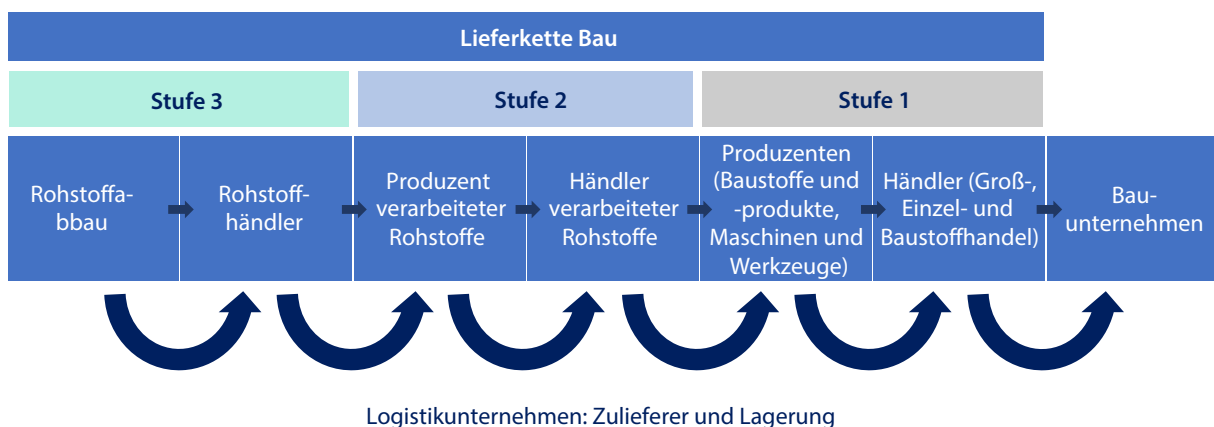 Lieferkette Bau
Stufe 3
Stufe 2
Stufe 1
Rohstoffa-
bbau
Rohstoff-
händler
Produzent
verarbeiteter
Rohstoffe
Händler
verarbeiteter
Rohstoffe
Produzenten
(Baustoffe und
-produkte,
Maschinen und
Werkzeuge)
Händler (Groß-,
Einzel- und
Baustoffhandel)
Bau-
unternehmen
Logistikunternehmen: Zulieferer und Lagerung